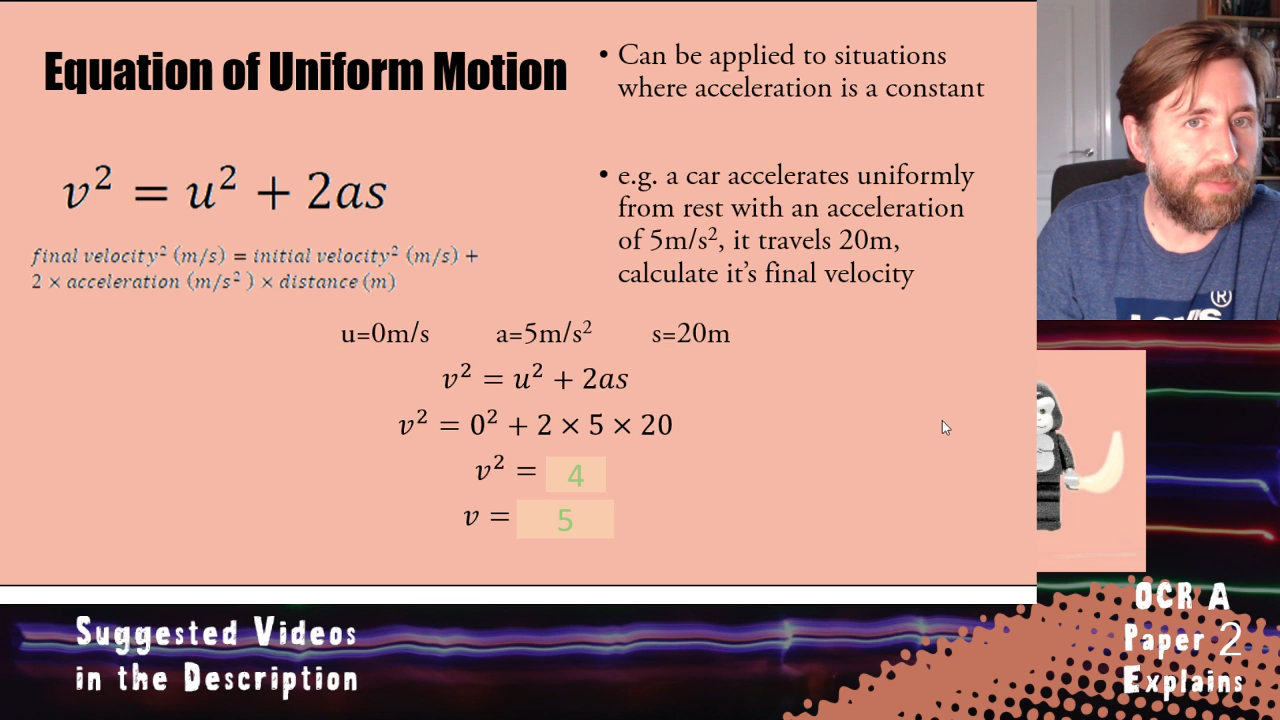 Equation of Uniform Motion
v² = u² + 2as
final velocity² (m/s) = initial velocity² (m/s) +
2 × acceleration (m/s²) × distance (m)
• Can be applied to situations
where acceleration is a constant
• e.g. a car accelerates uniformly
from rest with an acceleration
of 5m/s², it travels 20m,
calculate it's final velocity
u=0m/s a=5m/s² s=20m
v² = u² + 2as
v² = 0² + 2 × 5 × 20
v² = 4
v = 5
Suggested Videos
in the Description
OCR A
Paper 2
Explains